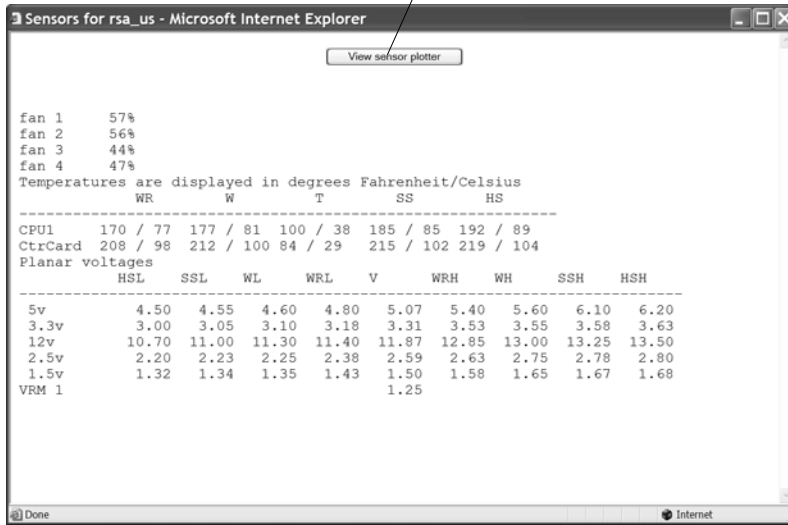 Sensors for rsa_us - Microsoft Internet Explorer
View sensor plotter
fan 1 57%
fan 2 56%
fan 3 44%
fan 4 47%
Temperatures are displayed in degrees Fahrenheit/Celsius
WR W T SS HS
------------------------------------------------------------
CPU1 170 / 77 177 / 81 100 / 38 185 / 85 192 / 89
CtrCard 208 / 98 212 / 100 84 / 29 215 / 102 219 / 104
Planar voltages
HSL SSL WL WRL V WRH WH SSH HSH
--------------------------------------------------------------------------
5v 4.50 4.55 4.60 4.80 5.07 5.40 5.60 6.10 6.20
3.3v 3.00 3.05 3.10 3.18 3.31 3.53 3.55 3.58 3.63
12v 10.70 11.00 11.30 11.40 11.87 12.85 13.00 13.25 13.50
2.5v 2.20 2.23 2.25 2.38 2.59 2.63 2.75 2.78 2.80
1.5v 1.32 1.34 1.35 1.43 1.50 1.58 1.65 1.67 1.68
VRM 1 1.25
Done
Internet